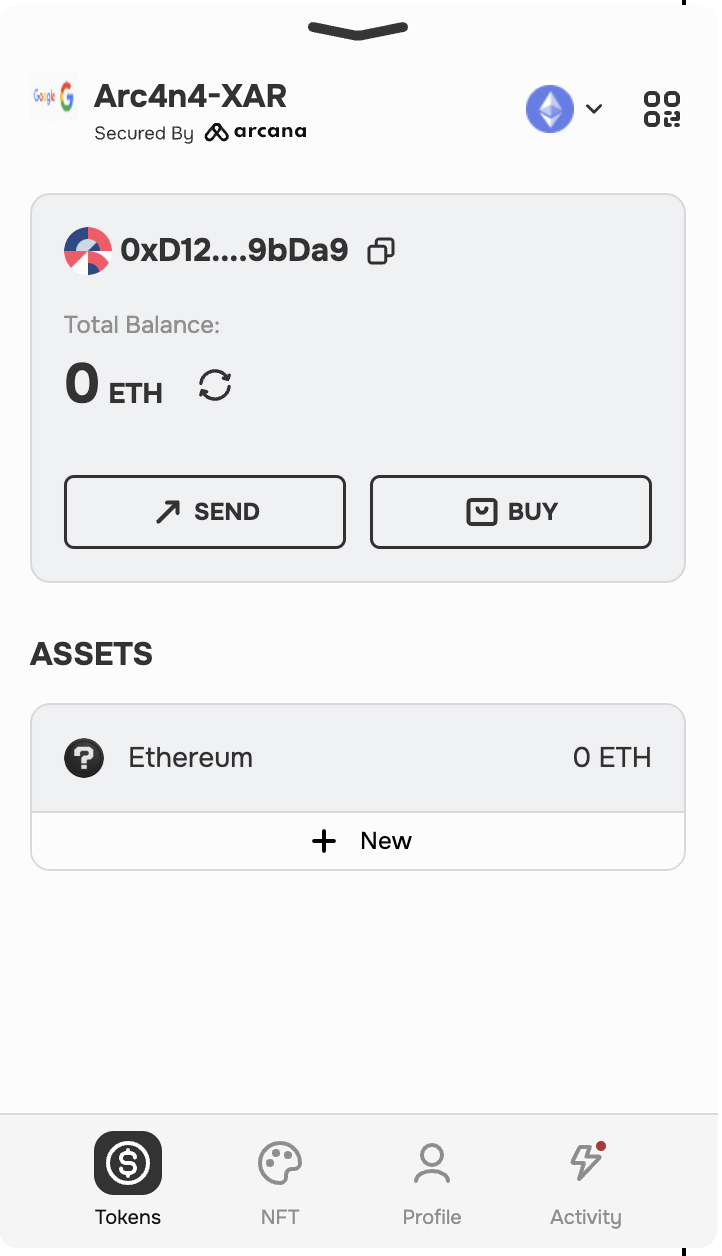 Google G Arc4n4-XAR
Secured By arcana
0xD12....9bDa9
Total Balance:
0 ETH
SEND BUY
ASSETS
? Ethereum 0 ETH
+ New
Tokens NFT Profile Activity